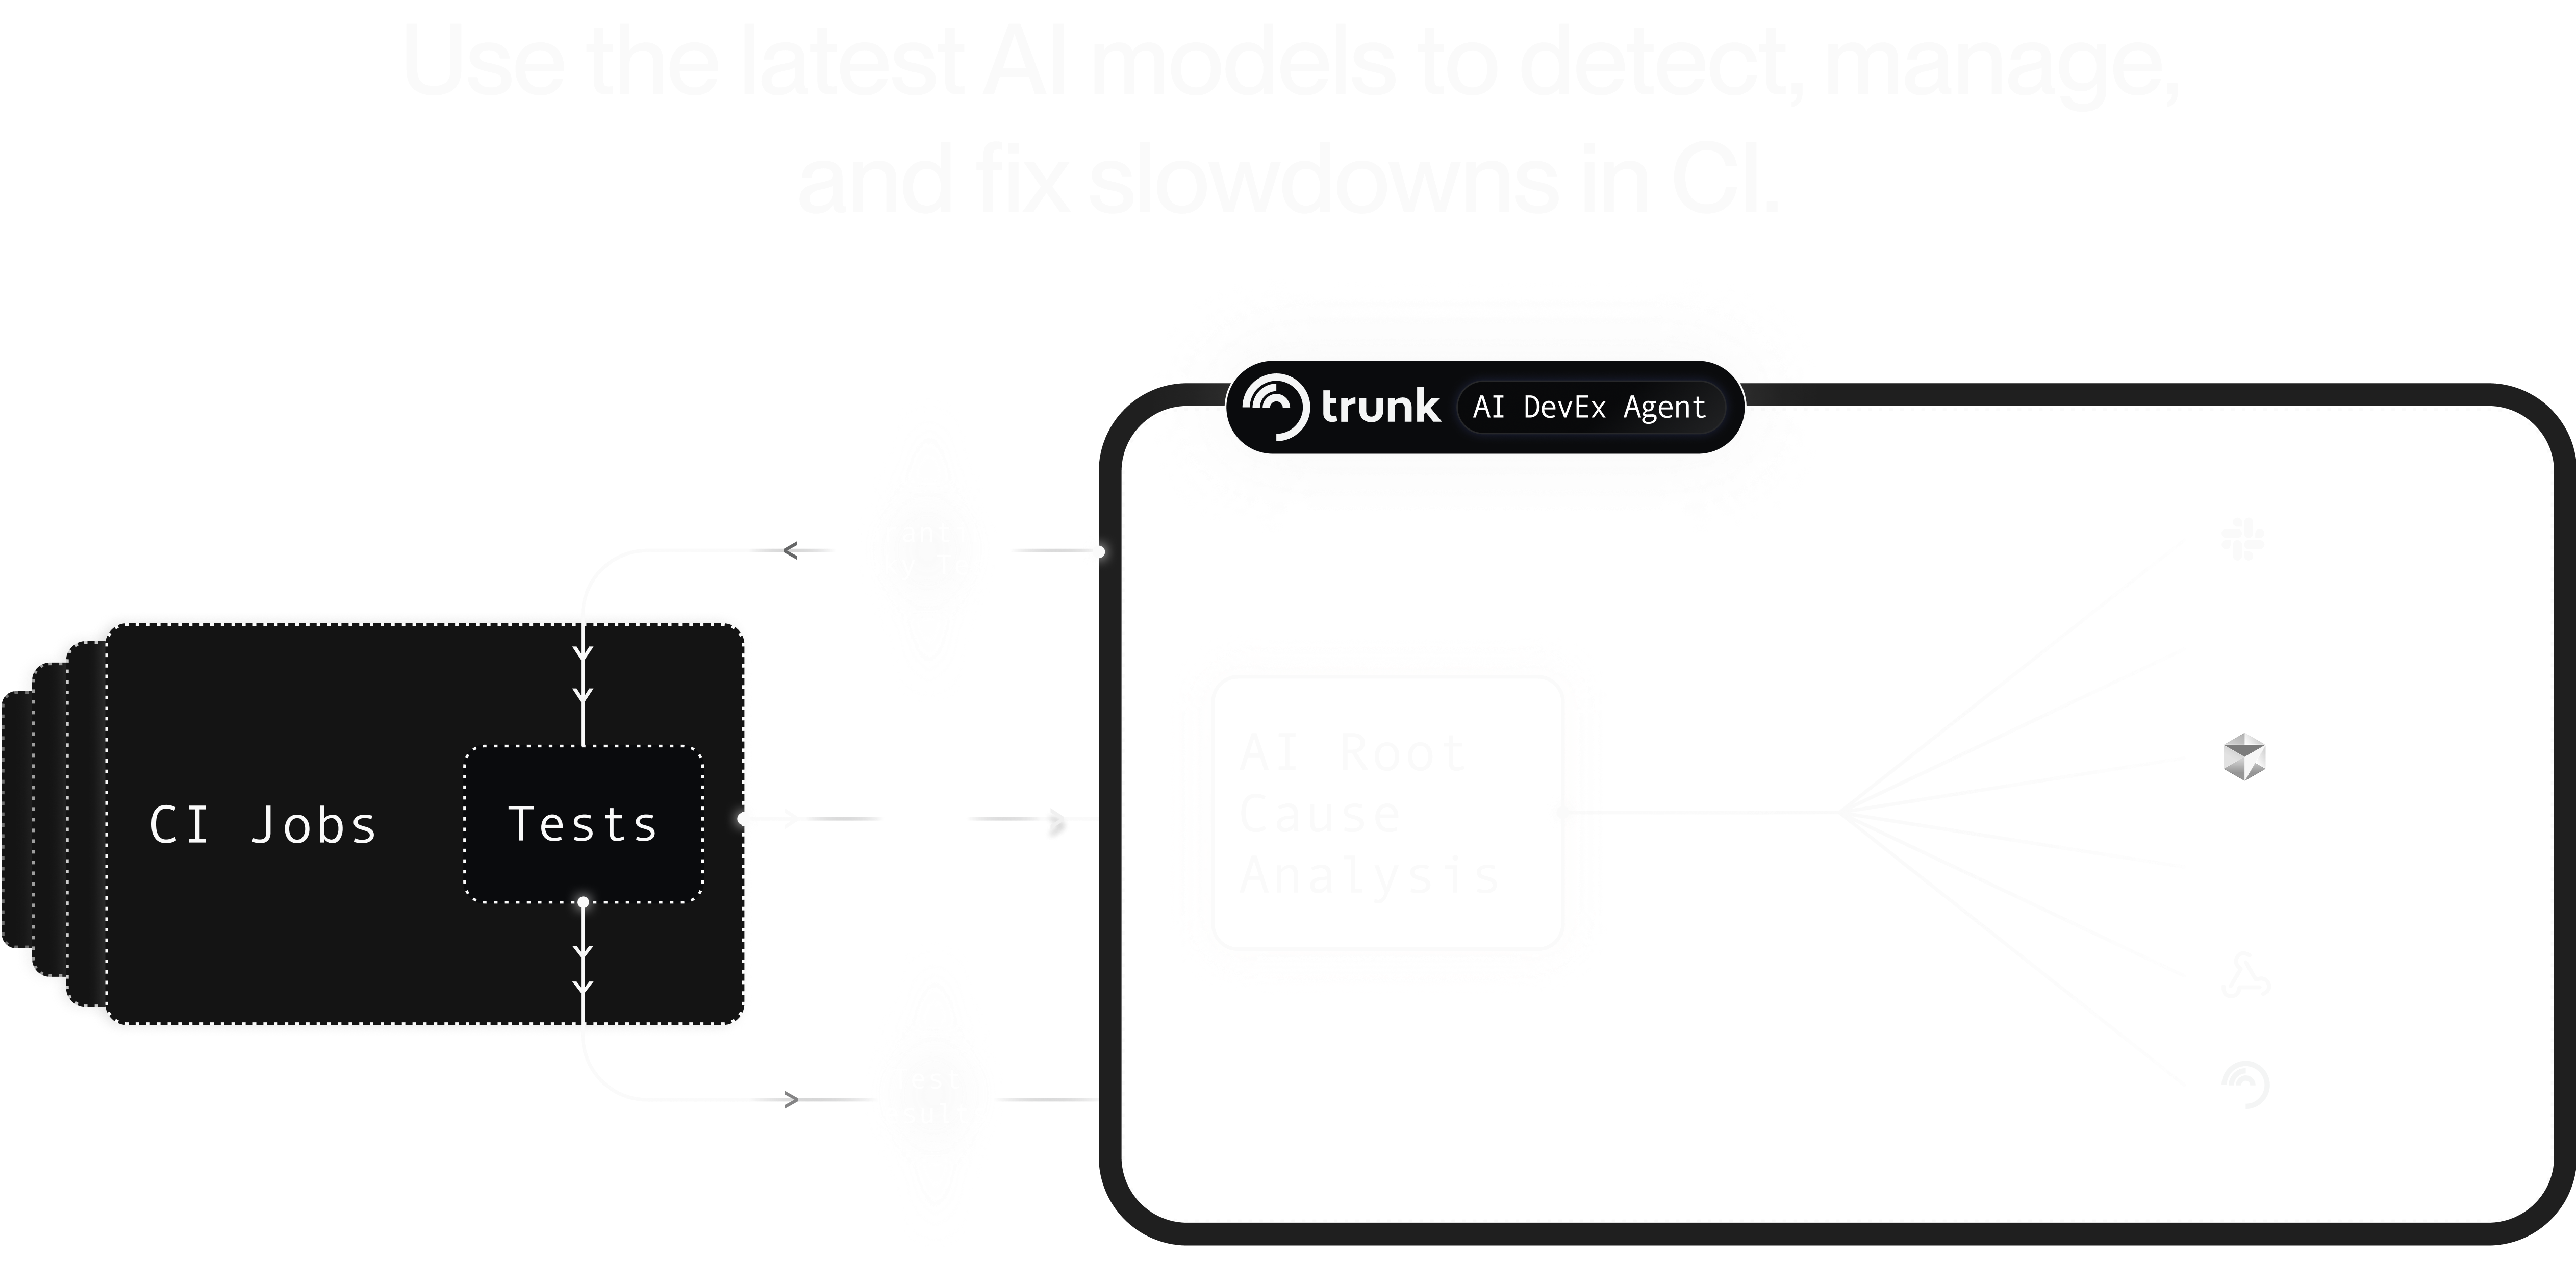 Use the latest AI models to detect, manage,
and fix slowdowns in CI.
trunk AI DevEx Agent
CI Jobs
Tests
AI Root
Cause
Analysis